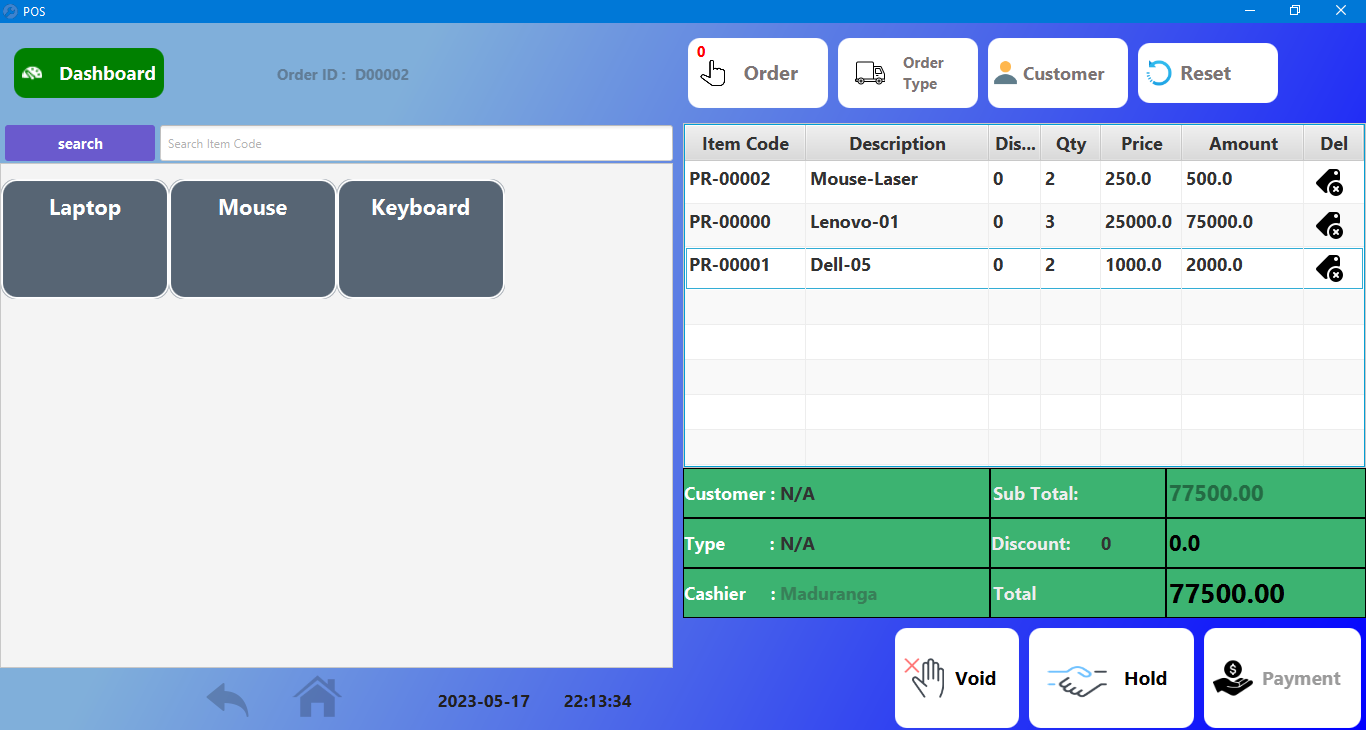 POS
Dashboard
Order ID : D00002
0
Order
Order
Type
Customer
Reset
search
Search Item Code
Laptop
Mouse
Keyboard
Item Code Description Dis... Qty Price Amount Del
PR-00002 Mouse-Laser 0 2 250.0 500.0
PR-00000 Lenovo-01 0 3 25000.0 75000.0
PR-00001 Dell-05 0 2 1000.0 2000.0
Customer : N/A Sub Total: 77500.00
Type : N/A Discount: 0 0.0
Cashier : Maduranga Total 77500.00
2023-05-17 22:13:34
Void
Hold
$
Payment